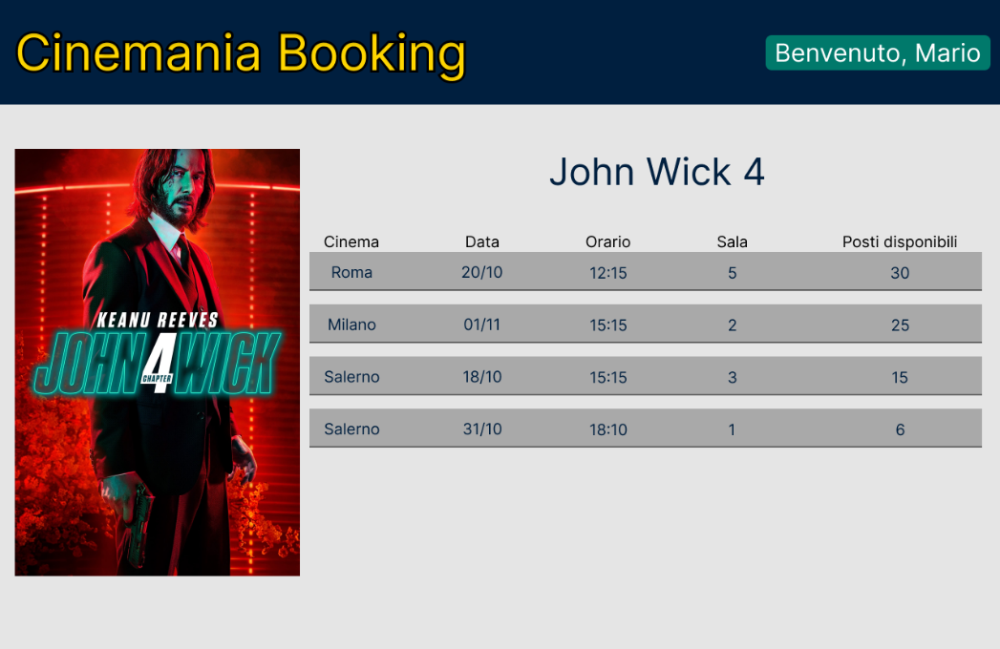 Cinemania Booking
Benvenuto, Mario
John Wick 4
Cinema Data Orario Sala Posti disponibili
Roma 20/10 12:15 5 30
Milano 01/11 15:15 2 25
Salerno 18/10 15:15 3 15
Salerno 31/10 18:10 1 6
KEANU REEVES
JOHN 4 WICK
CHAPTER